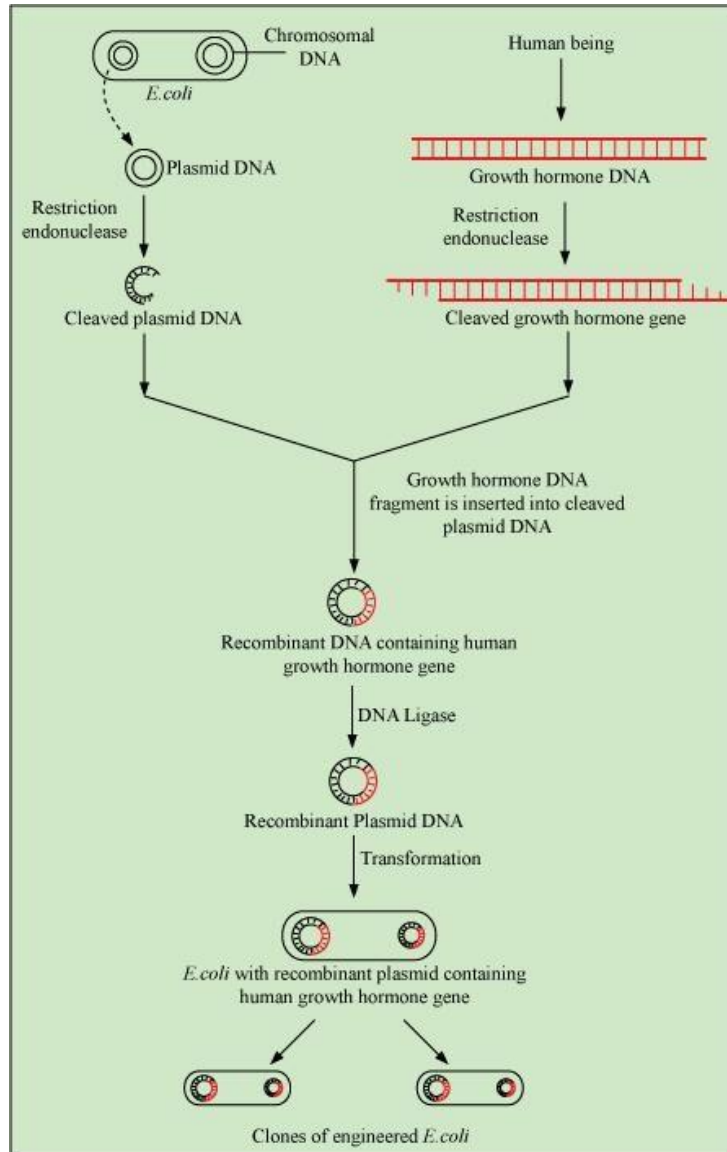 Chromosomal
DNA
E.coli
Human being
Plasmid DNA
Growth hormone DNA
Restriction
endonuclease
Restriction
endonuclease
Cleaved plasmid DNA
Cleaved growth hormone gene
Growth hormone DNA
fragment is inserted into cleaved
plasmid DNA
Recombinant DNA containing human
growth hormone gene
DNA Ligase
Recombinant Plasmid DNA
Transformation
E.coli with recombinant plasmid containing
human growth hormone gene
Clones of engineered E.coli